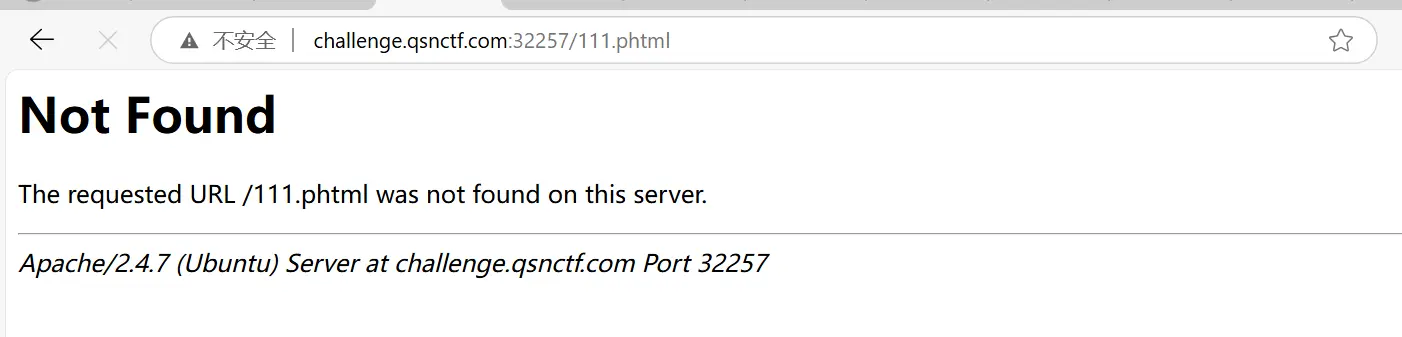 不安全 | challenge.qsnctf.com:32257/111.phtml
Not Found
The requested URL /111.phtml was not found on this server.
Apache/2.4.7 (Ubuntu) Server at challenge.qsnctf.com Port 32257